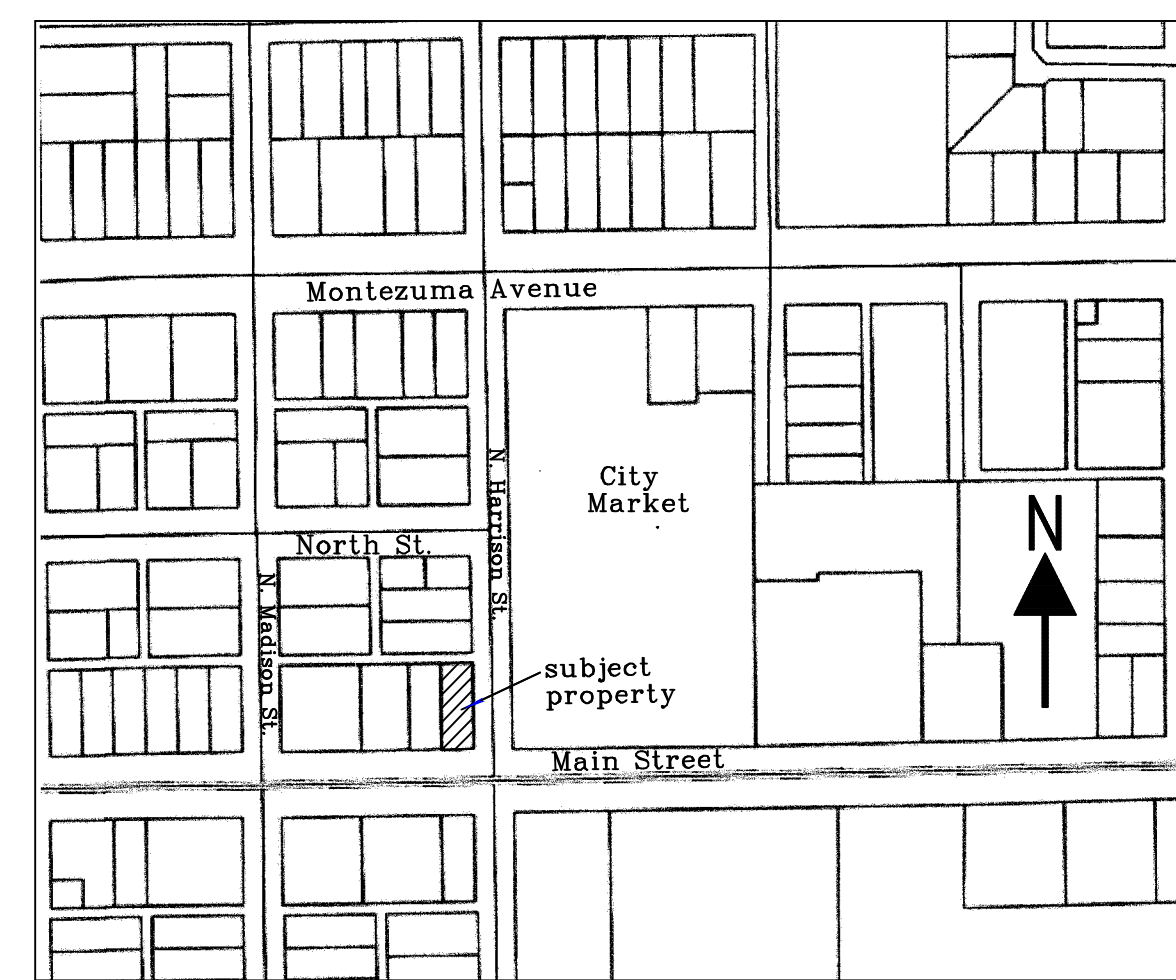 Montezuma Avenue
N. Harrison St.
City
Market
N
North St.
N. Madison St.
subject
property
Main Street